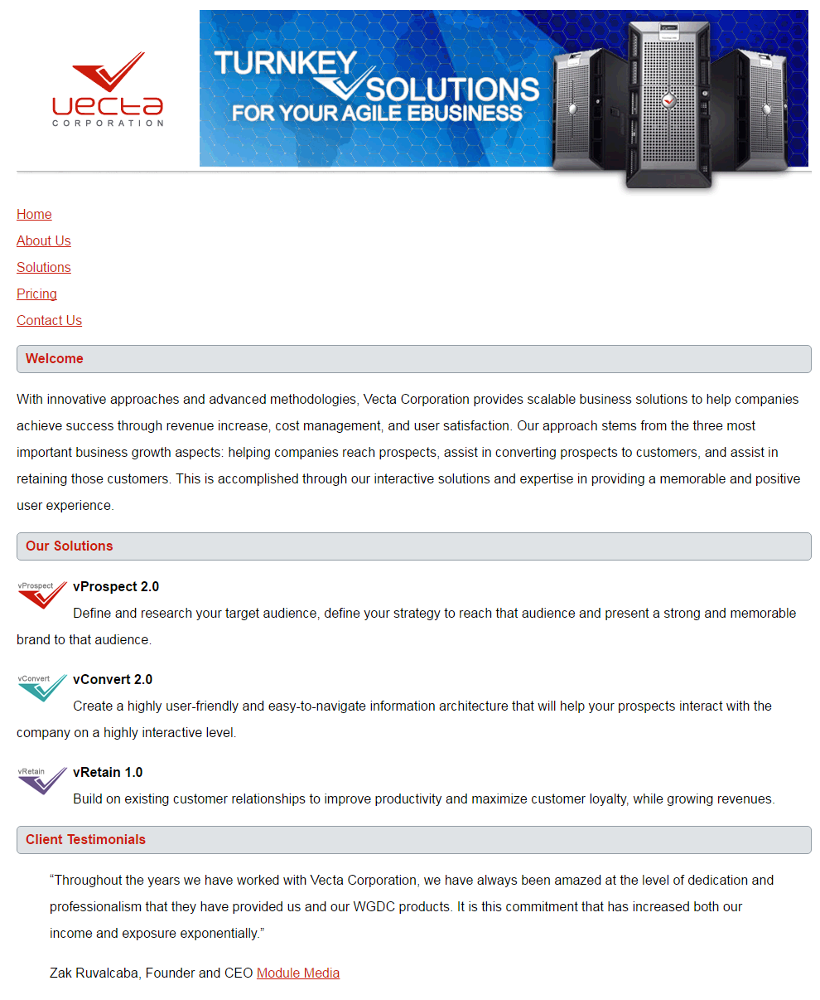 vecta
CORPORATION
TURNKEY
SOLUTIONS
FOR YOUR AGILE EBUSINESS
Home
About Us
Solutions
Pricing
Contact Us
Welcome
With innovative approaches and advanced methodologies, Vecta Corporation provides scalable business solutions to help companies
achieve success through revenue increase, cost management, and user satisfaction. Our approach stems from the three most
important business growth aspects: helping companies reach prospects, assist in converting prospects to customers, and assist in
retaining those customers. This is accomplished through our interactive solutions and expertise in providing a memorable and positive
user experience.
Our Solutions
vProspect
vProspect 2.0
Define and research your target audience, define your strategy to reach that audience and present a strong and memorable
brand to that audience.
vConvert
vConvert 2.0
Create a highly user-friendly and easy-to-navigate information architecture that will help your prospects interact with the
company on a highly interactive level.
vRetain
vRetain 1.0
Build on existing customer relationships to improve productivity and maximize customer loyalty, while growing revenues.
Client Testimonials
“Throughout the years we have worked with Vecta Corporation, we have always been amazed at the level of dedication and
professionalism that they have provided us and our WGDC products. It is this commitment that has increased both our
income and exposure exponentially.”
Zak Ruvalcaba, Founder and CEO Module Media